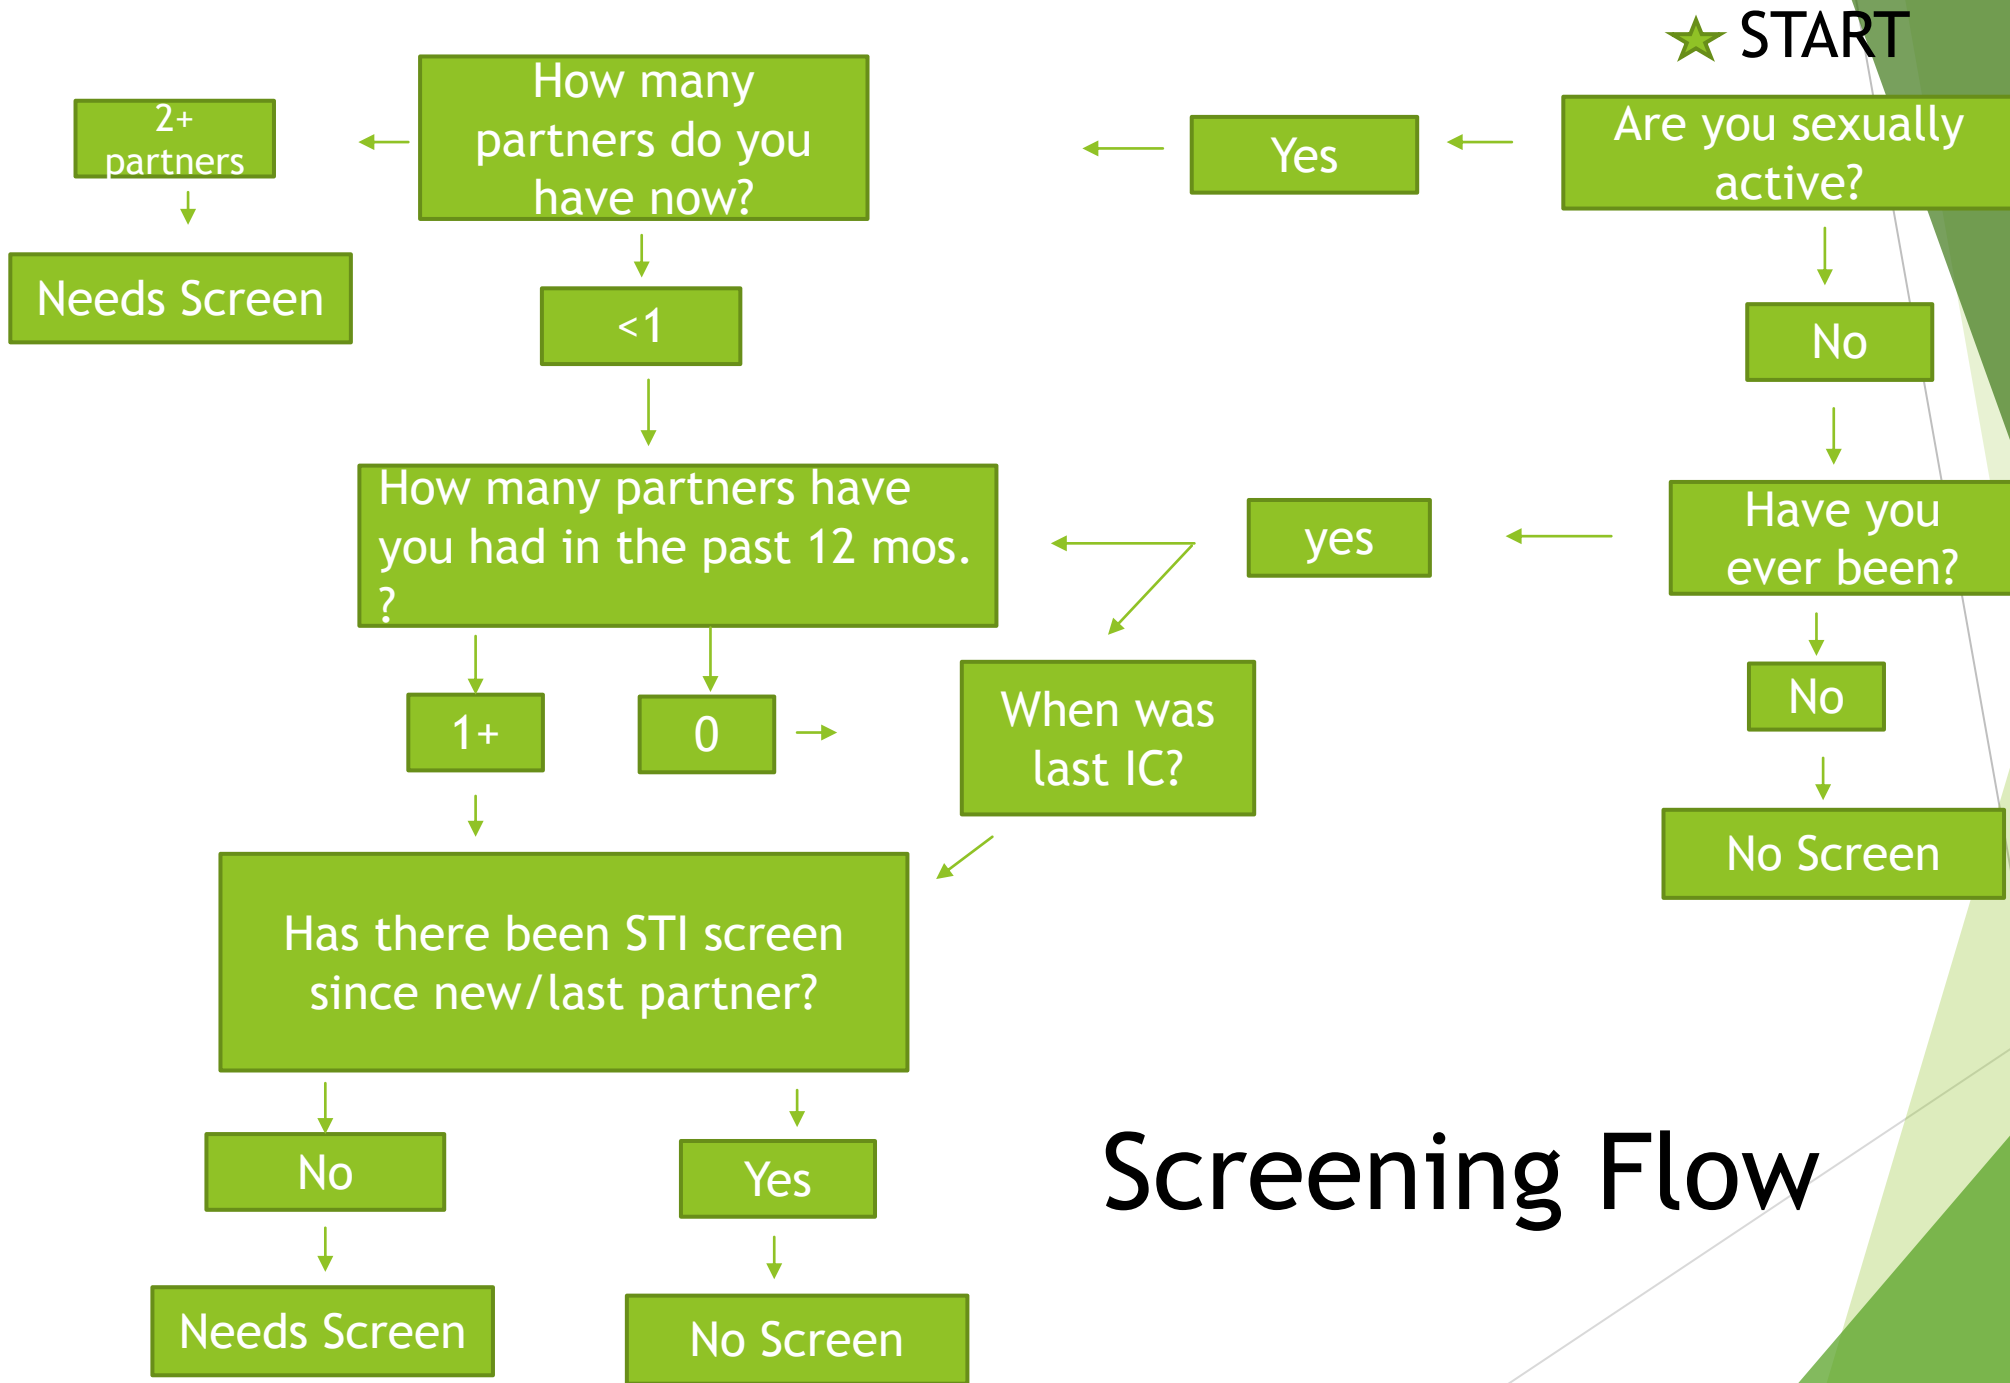 START
Are you sexually
active?
Yes
How many
partners do you
have now?
2+
partners
Needs Screen
<1
No
Have you
ever been?
yes
How many partners have
you had in the past 12 mos.
?
When was
last IC?
1+
0
No
No Screen
Has there been STI screen
since new/last partner?
No
Yes
Needs Screen
No Screen
Screening Flow